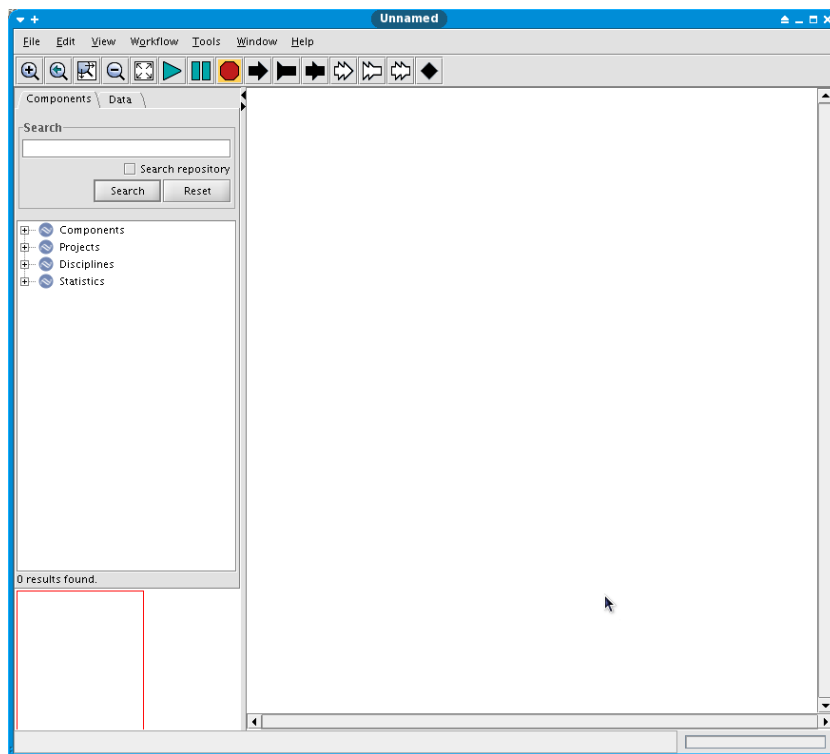 Unnamed
File Edit View Workflow Tools Window Help
Components Data
Search
Search repository
Search Reset
Components
Projects
Disciplines
Statistics
0 results found.